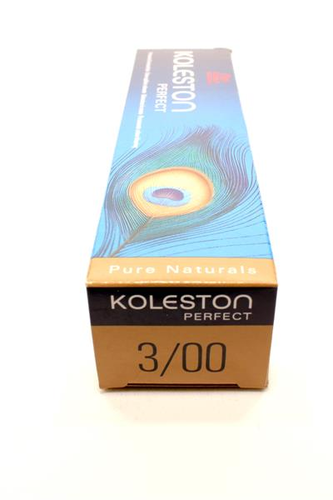 KOLESTON
PERFECT
Pure Naturals
KOLESTON
PERFECT
3/00